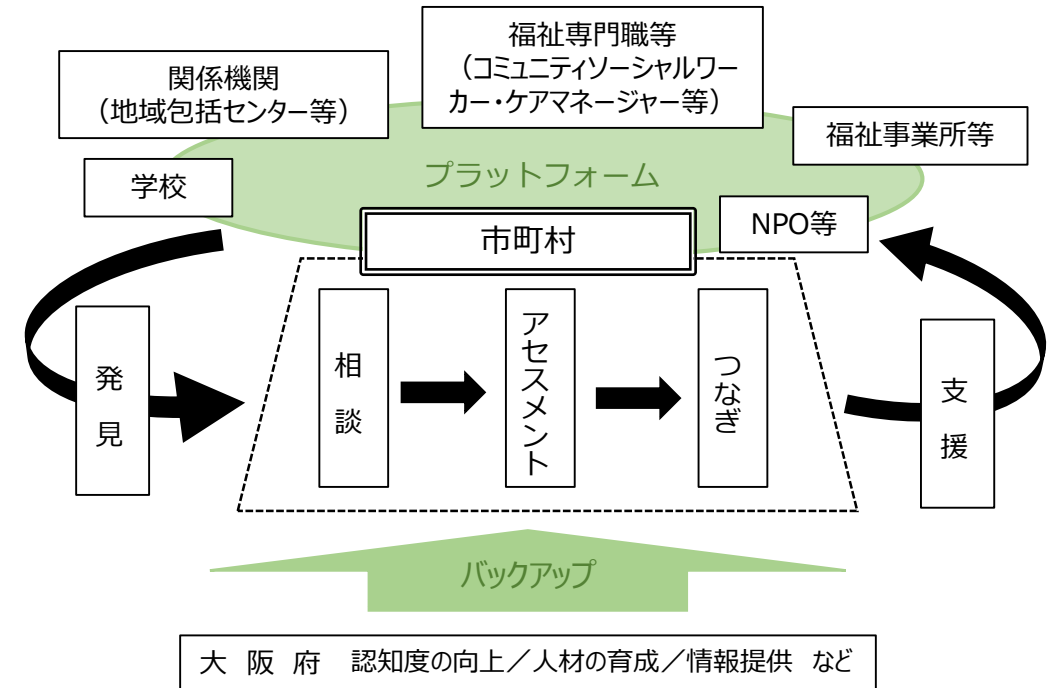 福祉専門職等
（コミュニティソーシャルワー
カー・ケアマネージャー等）
関係機関
（地域包括センター等）
福祉事業所等
学校
プラットフォーム
NPO等
市町村
発見
相談
アセスメント
つなぎ
支援
バックアップ
大 阪 府　認知度の向上／人材の育成／情報提供 など